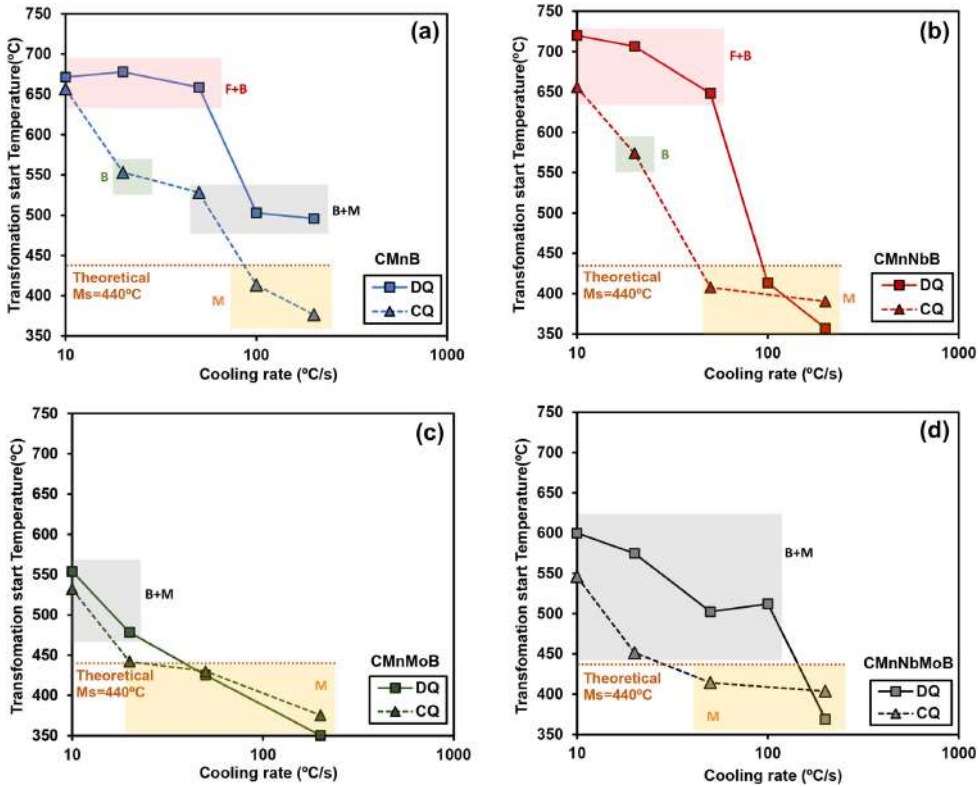 (a)
Transfomation start Temperature(ºC)
750
700
650
600
550
500
450
400
350
F+B
B
B+M
Theoretical
Ms=440ºC
M
CMnB
DQ
CQ
10
100
1000
Cooling rate (ºC/s)
(b)
Transfomation start Temperature(ºC)
750
700
650
600
550
500
450
400
350
F+B
B
Theoretical
Ms=440ºC
M
CMnNbB
DQ
CQ
10
100
1000
Cooling rate (ºC/s)
(c)
Transfomation start Temperature(ºC)
750
700
650
600
550
500
450
400
350
B+M
Theoretical
Ms=440ºC
M
CMnMoB
DQ
CQ
10
100
1000
Cooling rate (ºC/s)
(d)
Transfomation start Temperature(ºC)
750
700
650
600
550
500
450
400
350
B+M
Theoretical
Ms=440ºC
M
CMnNbMoB
DQ
CQ
10
100
1000
Cooling rate (ºC/s)